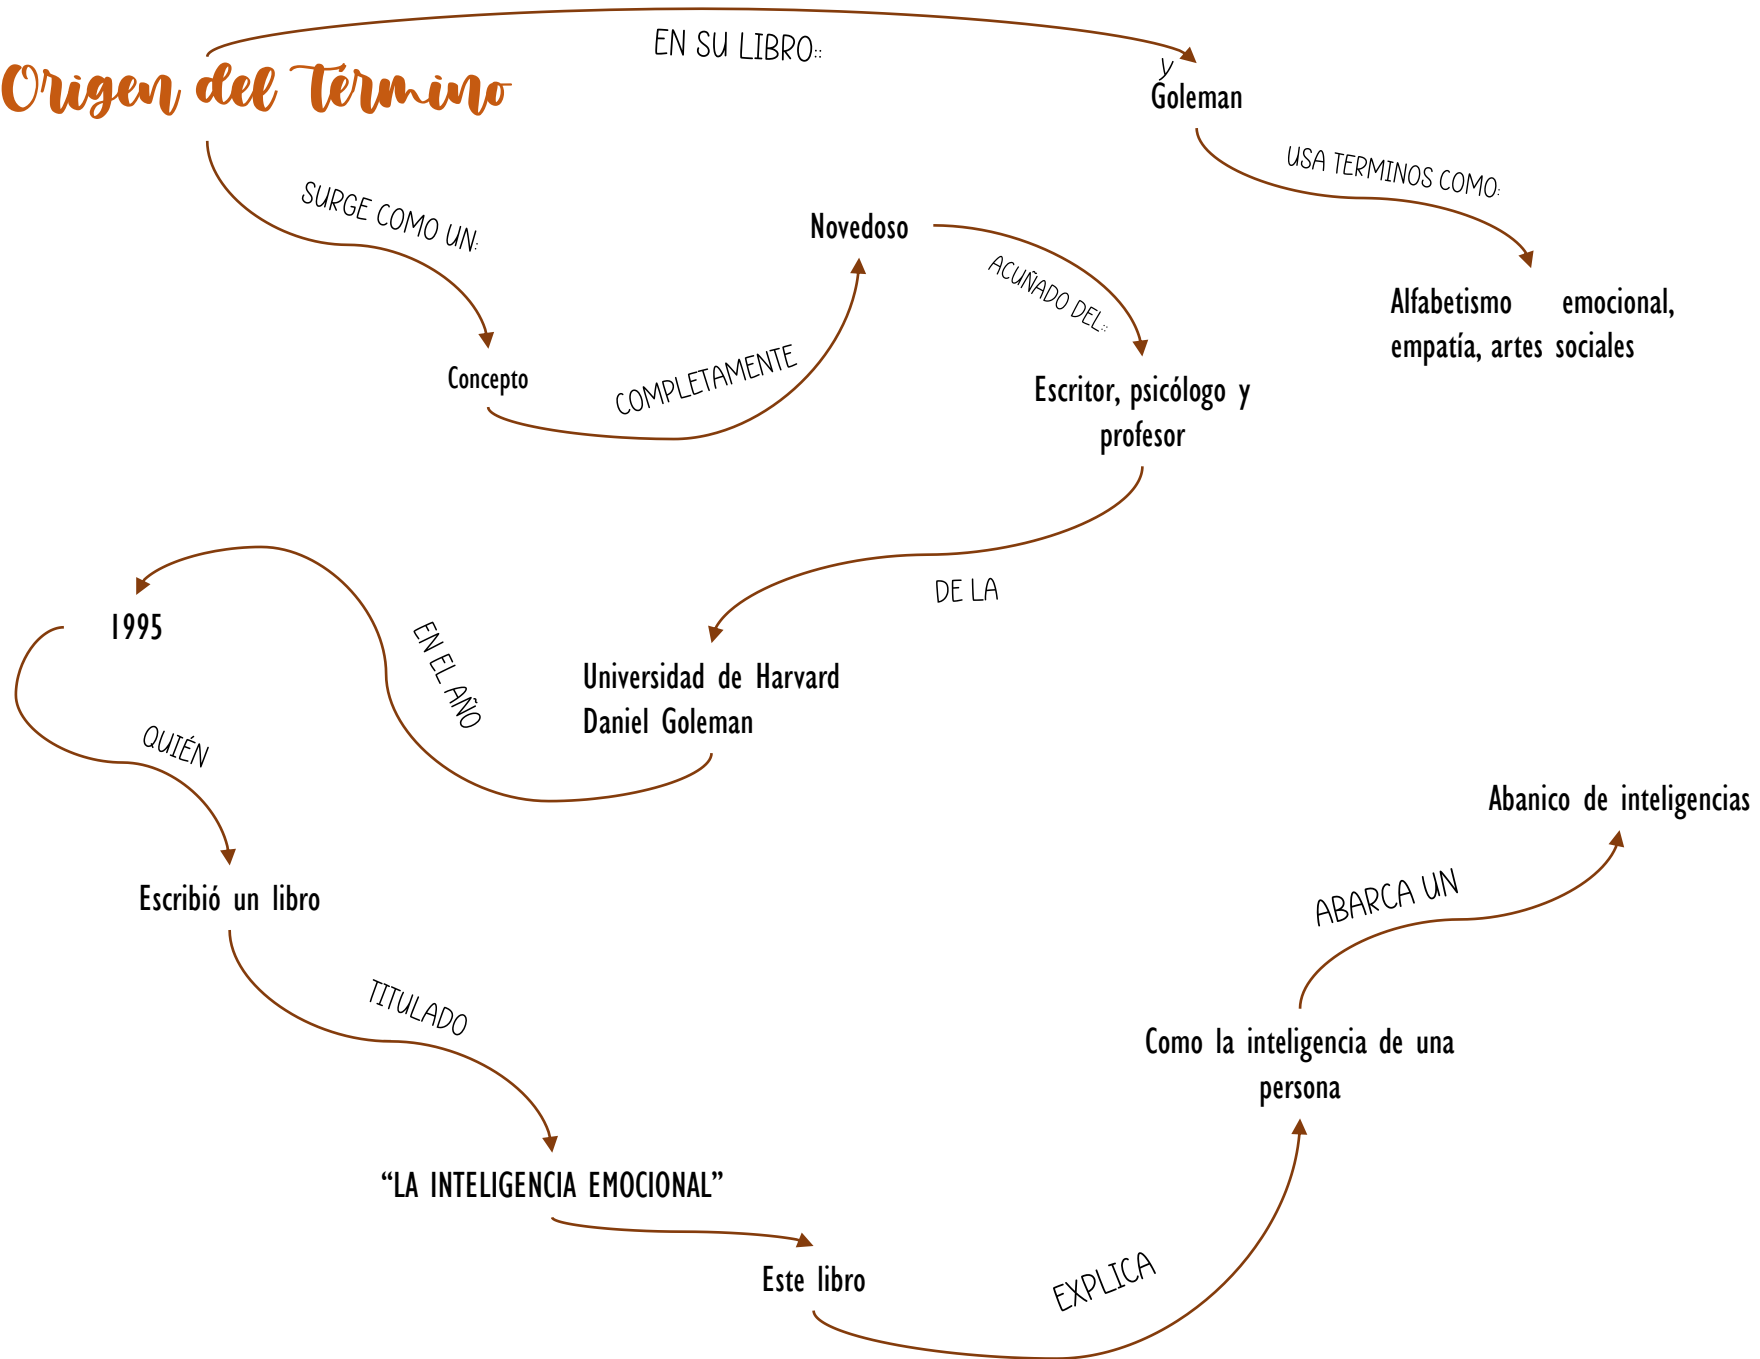 EN SU LIBRO::
Origen del Término
y
Goleman
USA TERMINOS COMO:
SURGE COMO UN:
Novedoso
ACUÑADO DEL::
Alfabetismo emocional,
empatía, artes sociales
Concepto
COMPLETAMENTE
Escritor, psicólogo y
profesor
DE LA
1995
EN EL AÑO
Universidad de Harvard
Daniel Goleman
QUIÉN
Abanico de inteligencias
Escribió un libro
ABARCA UN
TITULADO
Como la inteligencia de una
persona
“LA INTELIGENCIA EMOCIONAL”
Este libro
EXPLICA